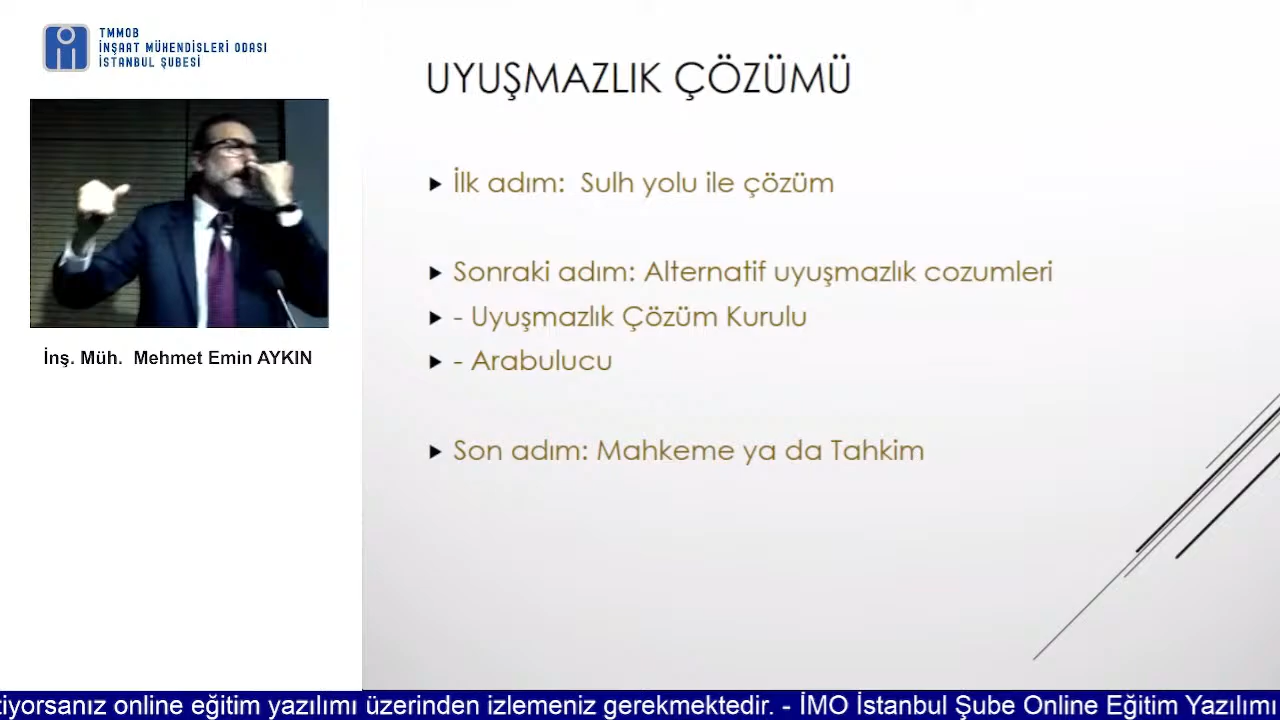 TMMOB
İNŞAAT MÜHENDİSLERİ ODASI
İSTANBUL ŞUBESİ
İnş. Müh. Mehmet Emin AYKIN
UYUŞMAZLIK ÇÖZÜMÜ
İlk adım: Sulh yolu ile çözüm
Sonraki adım: Alternatif uyuşmazlık cozumleri
- Uyuşmazlık Çözüm Kurulu
- Arabulucu
Son adım: Mahkeme ya da Tahkim
tiyorsanız online eğitim yazılımı üzerinden izlemeniz gerekmektedir. - İMO İstanbul Şube Online Eğitim Yazılımı